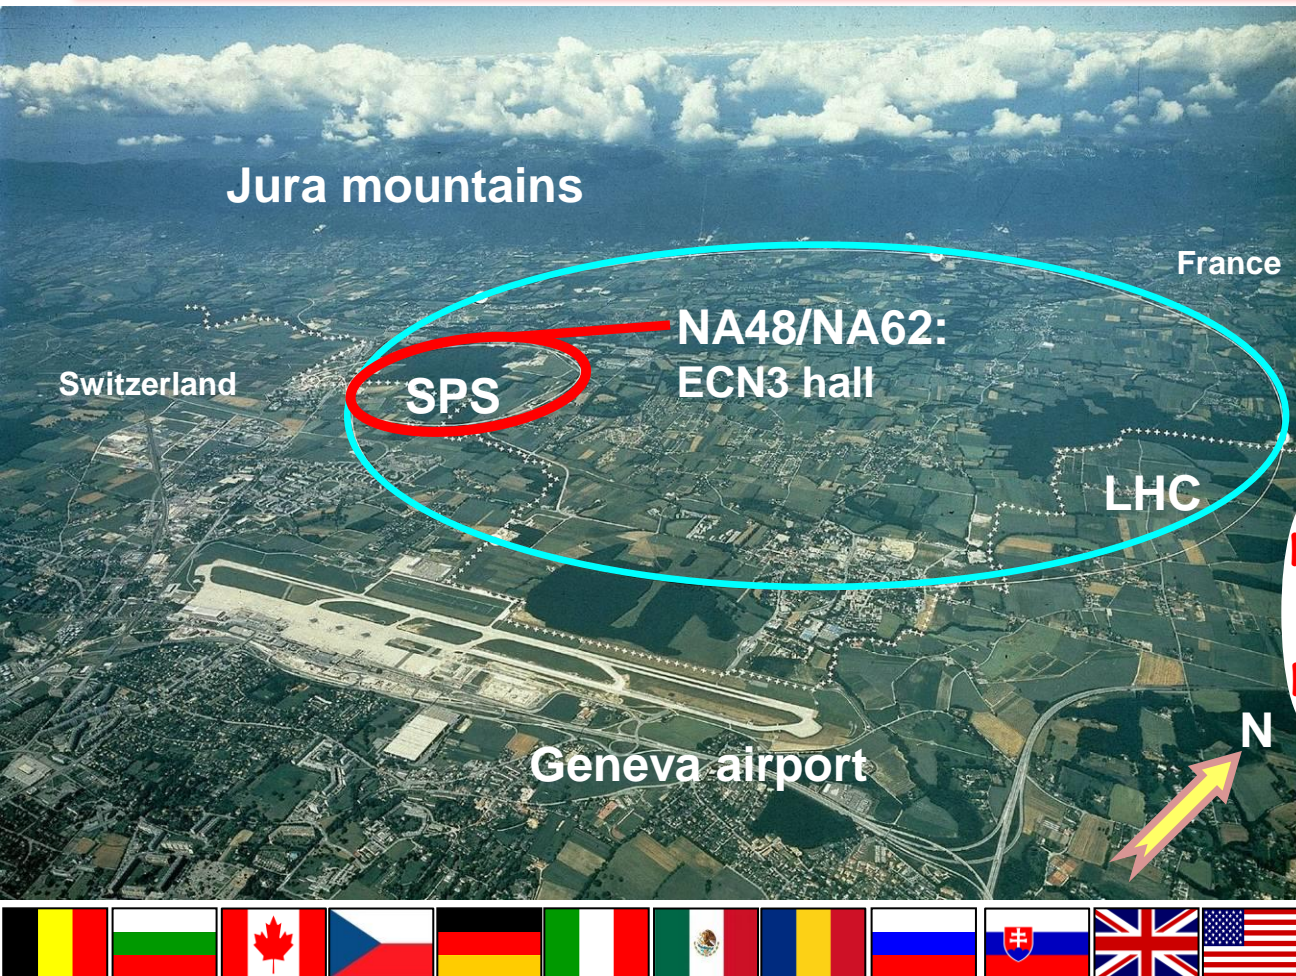 Jura mountains
France
NA48/NA62:
ECN3 hall
Switzerland
SPS
LHC
N
Geneva airport